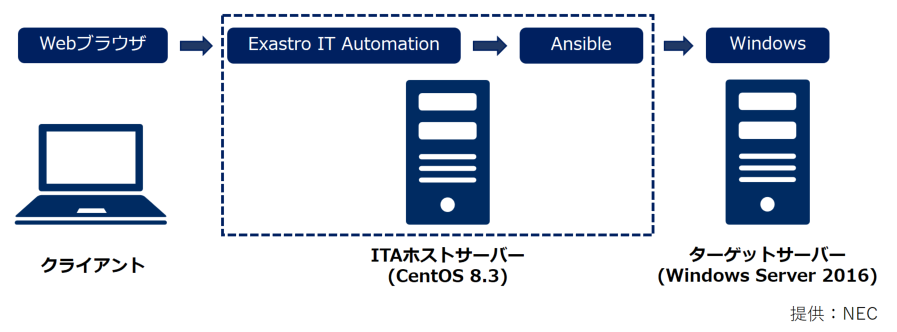 Webブラウザ
Exastro IT Automation
Ansible
Windows
クライアント
ITAホストサーバー
(CentOS 8.3)
ターゲットサーバー
(Windows Server 2016)
提供：NEC